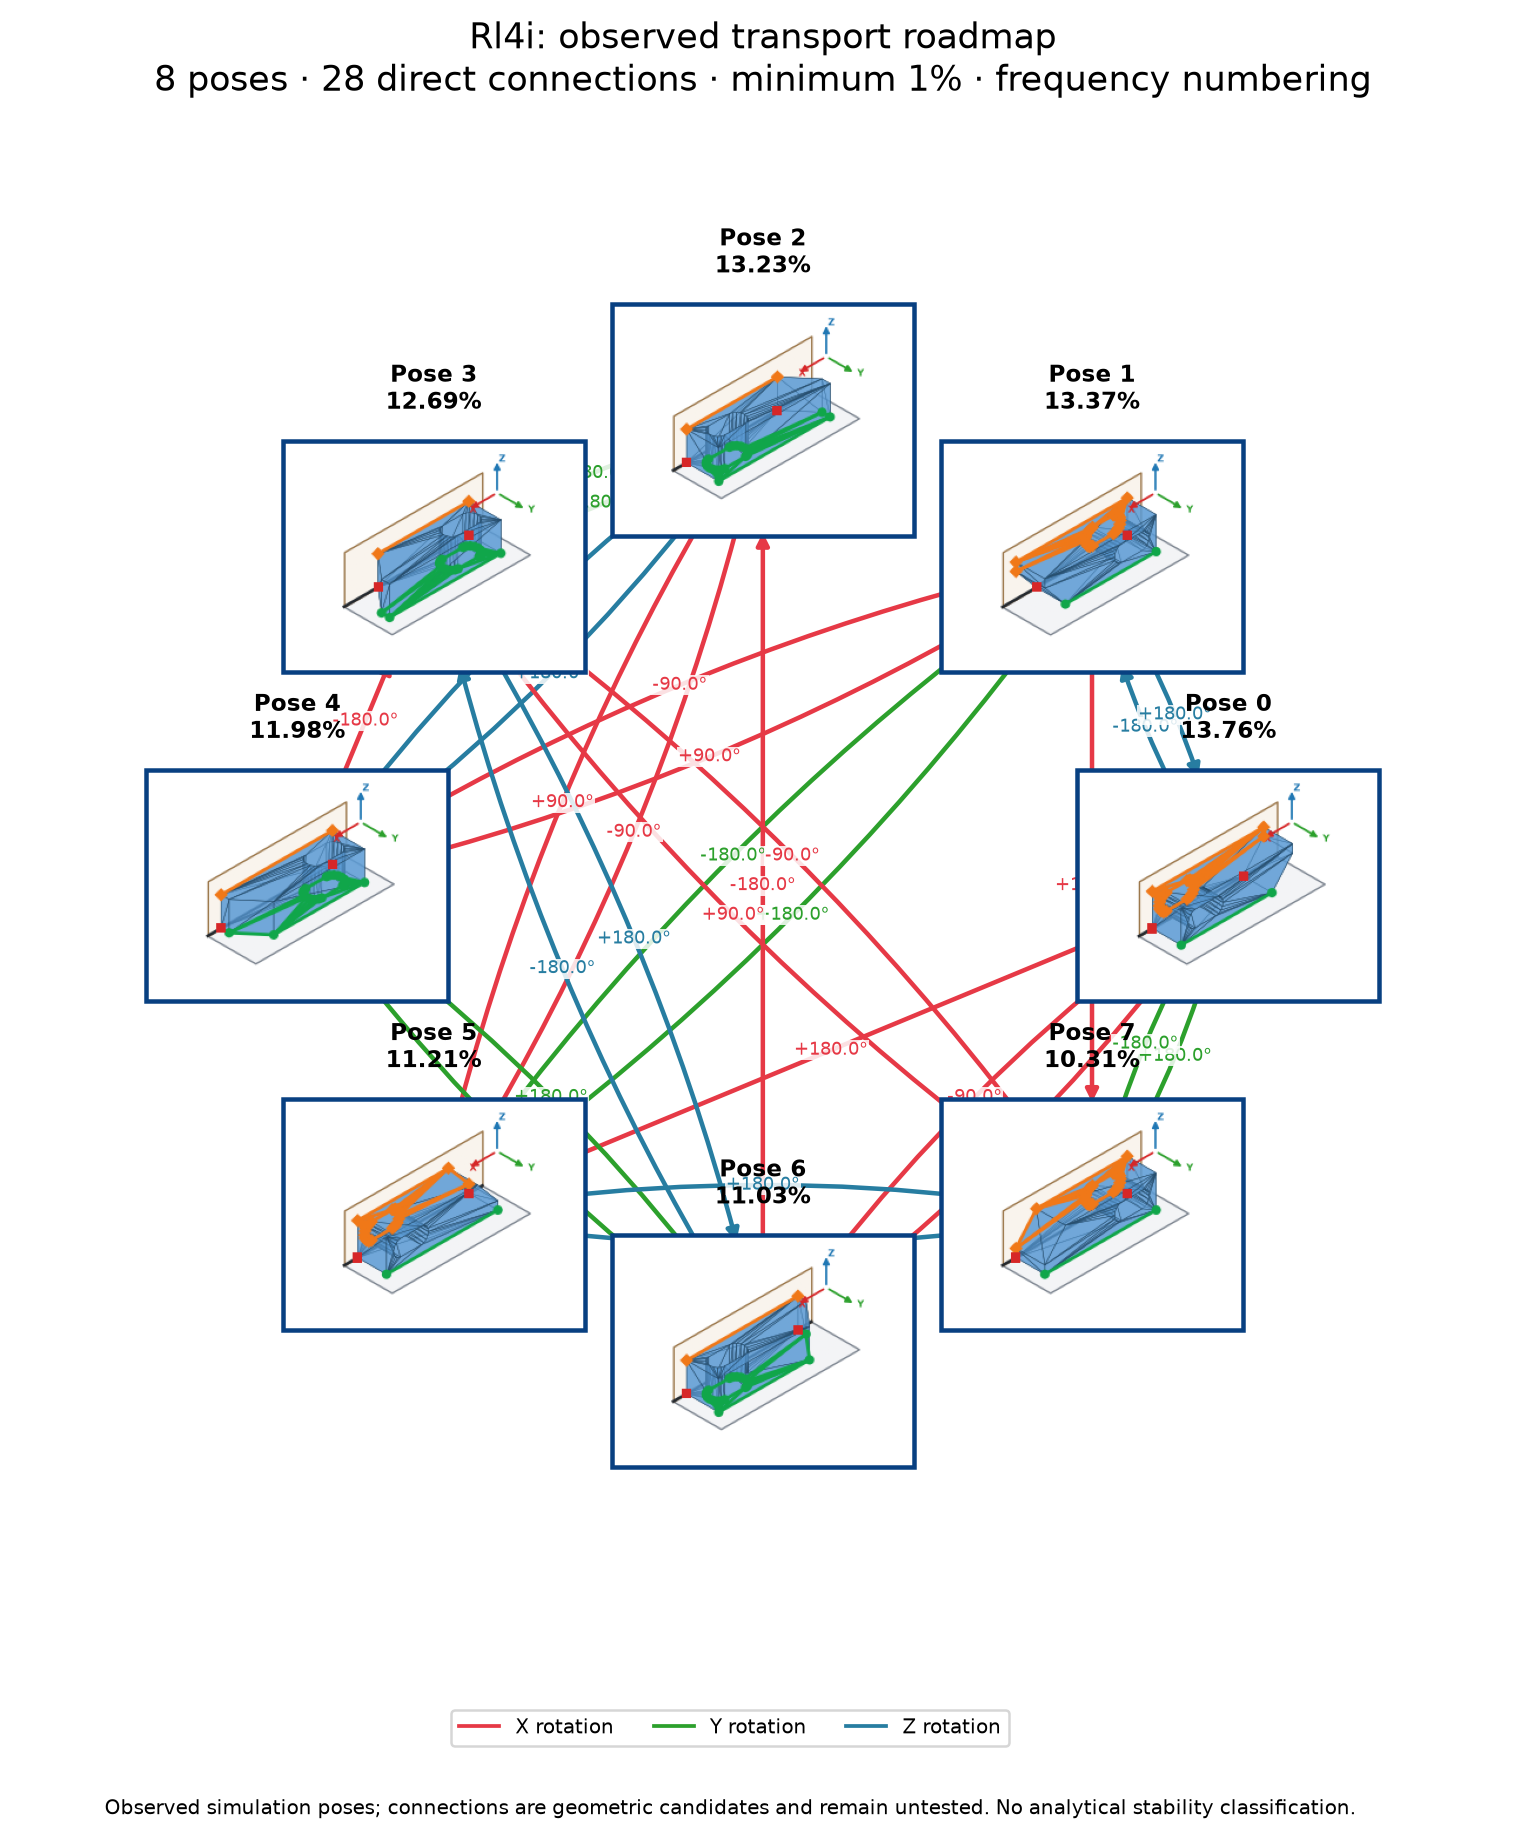 Rl4i: observed transport roadmap
8 poses · 28 direct connections · minimum 1% · frequency numbering
Pose 2
13.23%
Z
X
Y
Pose 3
12.69%
Z
Y
Pose 1
13.37%
Z
X
Y
-90.0°
Pose 4
11.98%
-180.0°
Pose 0
13.76%
+180.0°
+90.0°
Z
Y
Z
Y
+90.0°
-90.0°
-180.0°
-90.0°
-180.0°
+90.0°
-180.0°
+180.0°
-180.0°
Pose 5
11.21%
+180.0°
Pose 7
10.31%
-180.0°
+180.0°
+180.0°
-90.0°
Z
X
Y
Pose 6
11.03%
+180.0°
Z
X
Y
Z
Y
X rotation
Y rotation
Z rotation
Observed simulation poses; connections are geometric candidates and remain untested. No analytical stability classification.